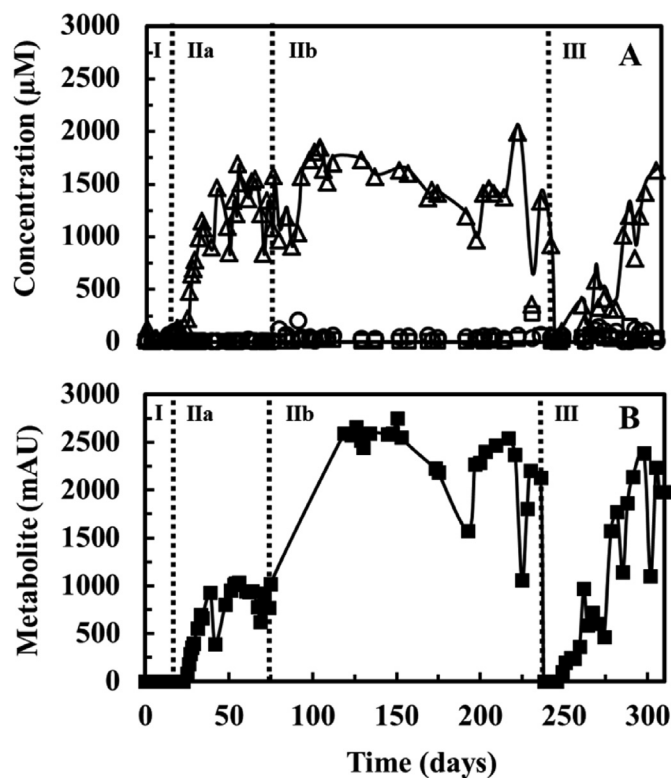 3000
2500
2000
1500
1000
500
0
Concentration (µM)
I IIa IIb III A
3000
2500
2000
1500
1000
500
0
Metabolite (mAU)
I IIa IIb III B
0 50 100 150 200 250 300
Time (days)